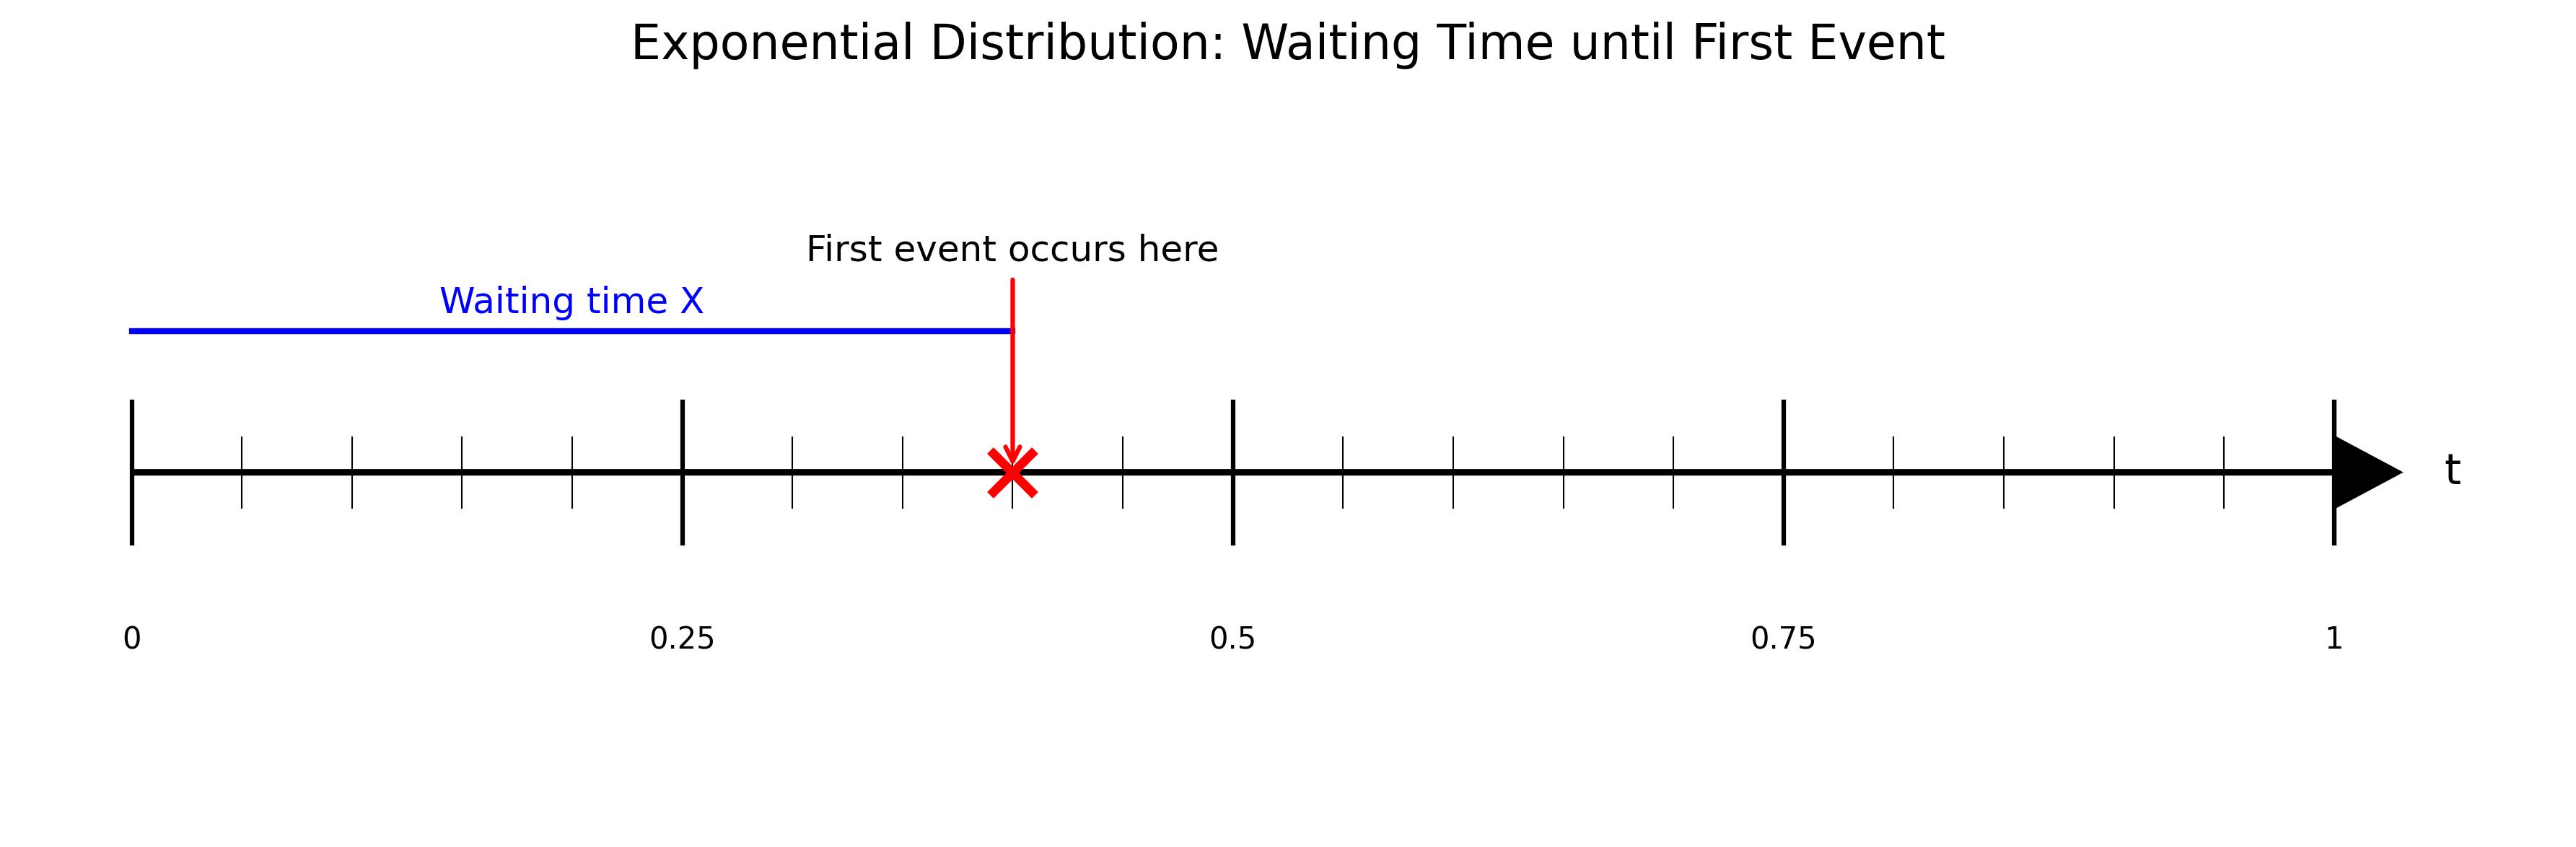 Exponential Distribution: Waiting Time until First Event
First event occurs here
Waiting time X
t
0 0.25 0.5 0.75 1